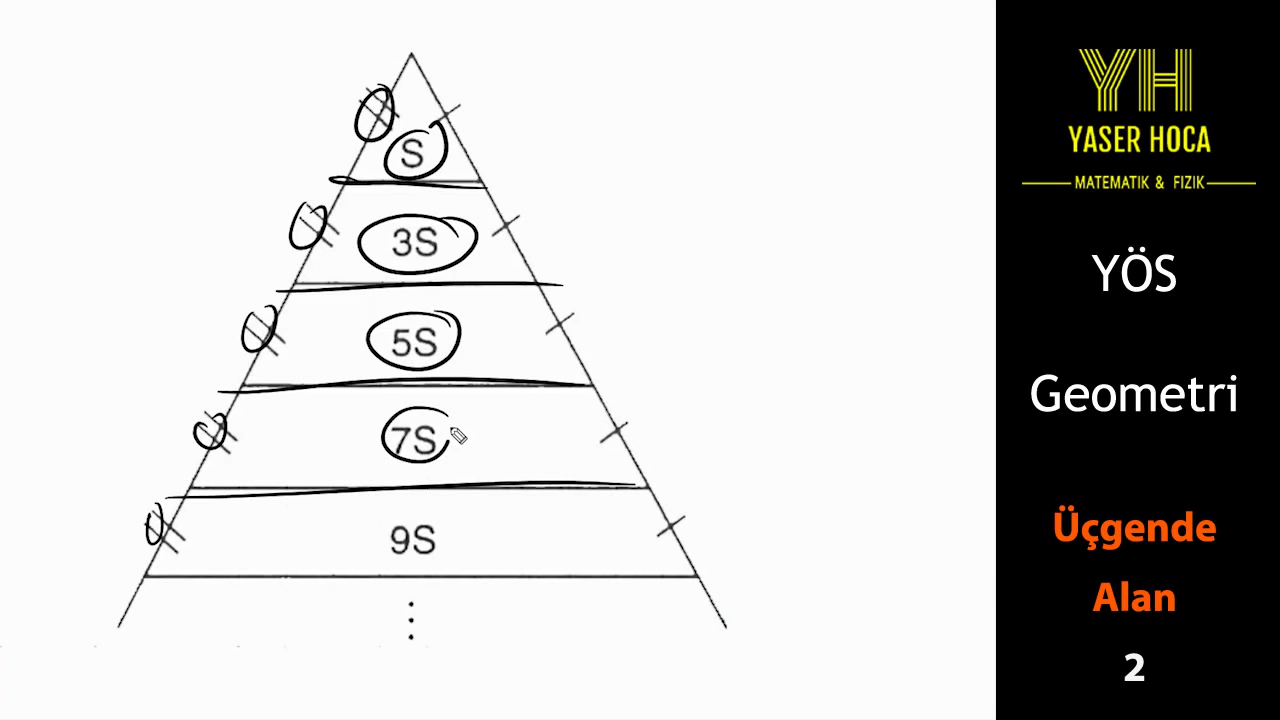 S
3S
5S
7S
9S
YH
YASER HOCA
MATEMATIK & FIZIK
YÖS
Geometri
Üçgende
Alan
2